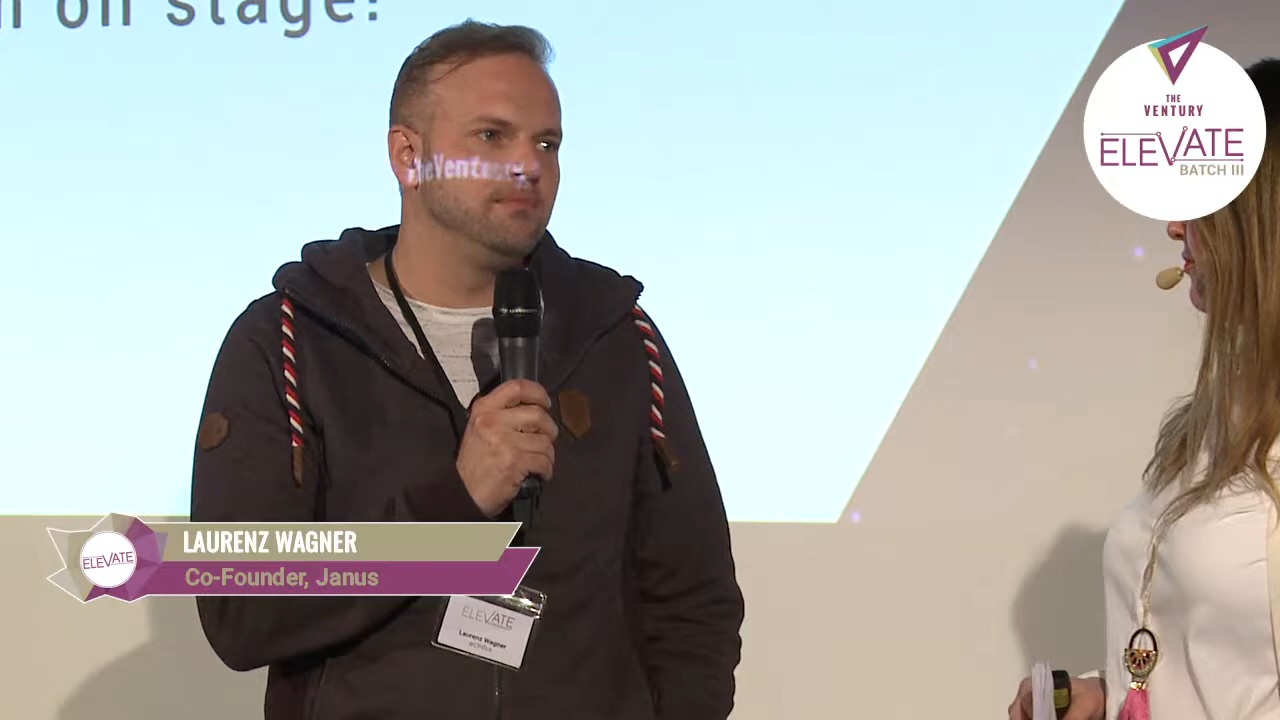 on stage!
THE
VENTURY
ELEVATE
BATCH III
LAURENZ WAGNER
ELEVATE
Co-Founder, Janus
ELEVATE
Laurenz Wagner